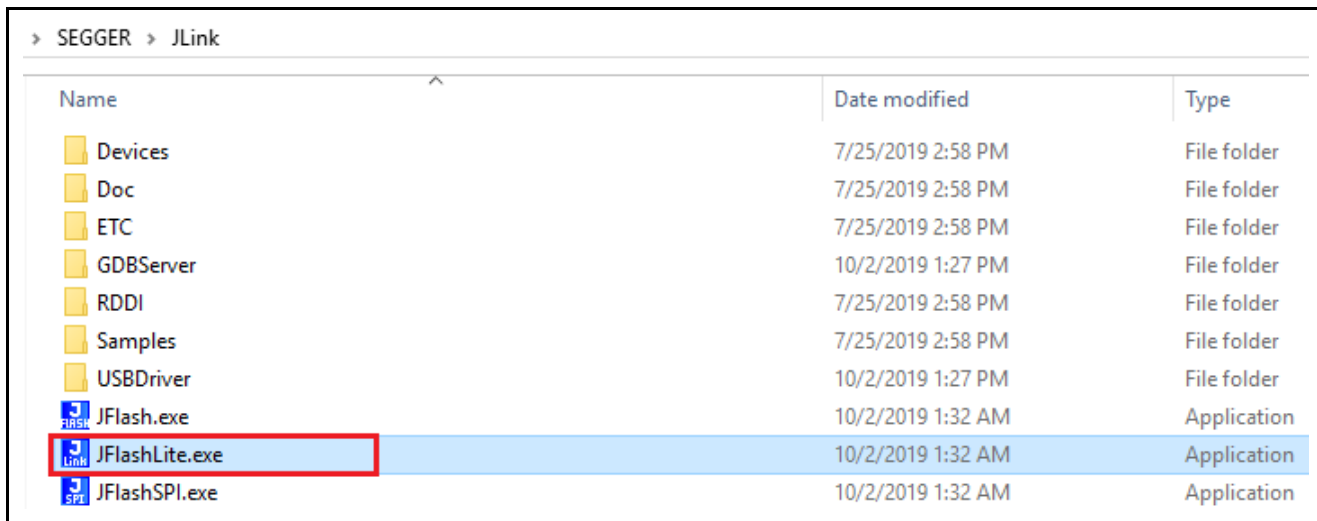 > SEGGER > JLink
Name Date modified Type
Devices 7/25/2019 2:58 PM File folder
Doc 7/25/2019 2:58 PM File folder
ETC 7/25/2019 2:58 PM File folder
GDBServer 10/2/2019 1:27 PM File folder
RDDI 7/25/2019 2:58 PM File folder
Samples 7/25/2019 2:58 PM File folder
USBDriver 10/2/2019 1:27 PM File folder
J FLASH JFlash.exe 10/2/2019 1:32 AM Application
J Link JFlashLite.exe 10/2/2019 1:32 AM Application
J SPI JFlashSPI.exe 10/2/2019 1:32 AM Application